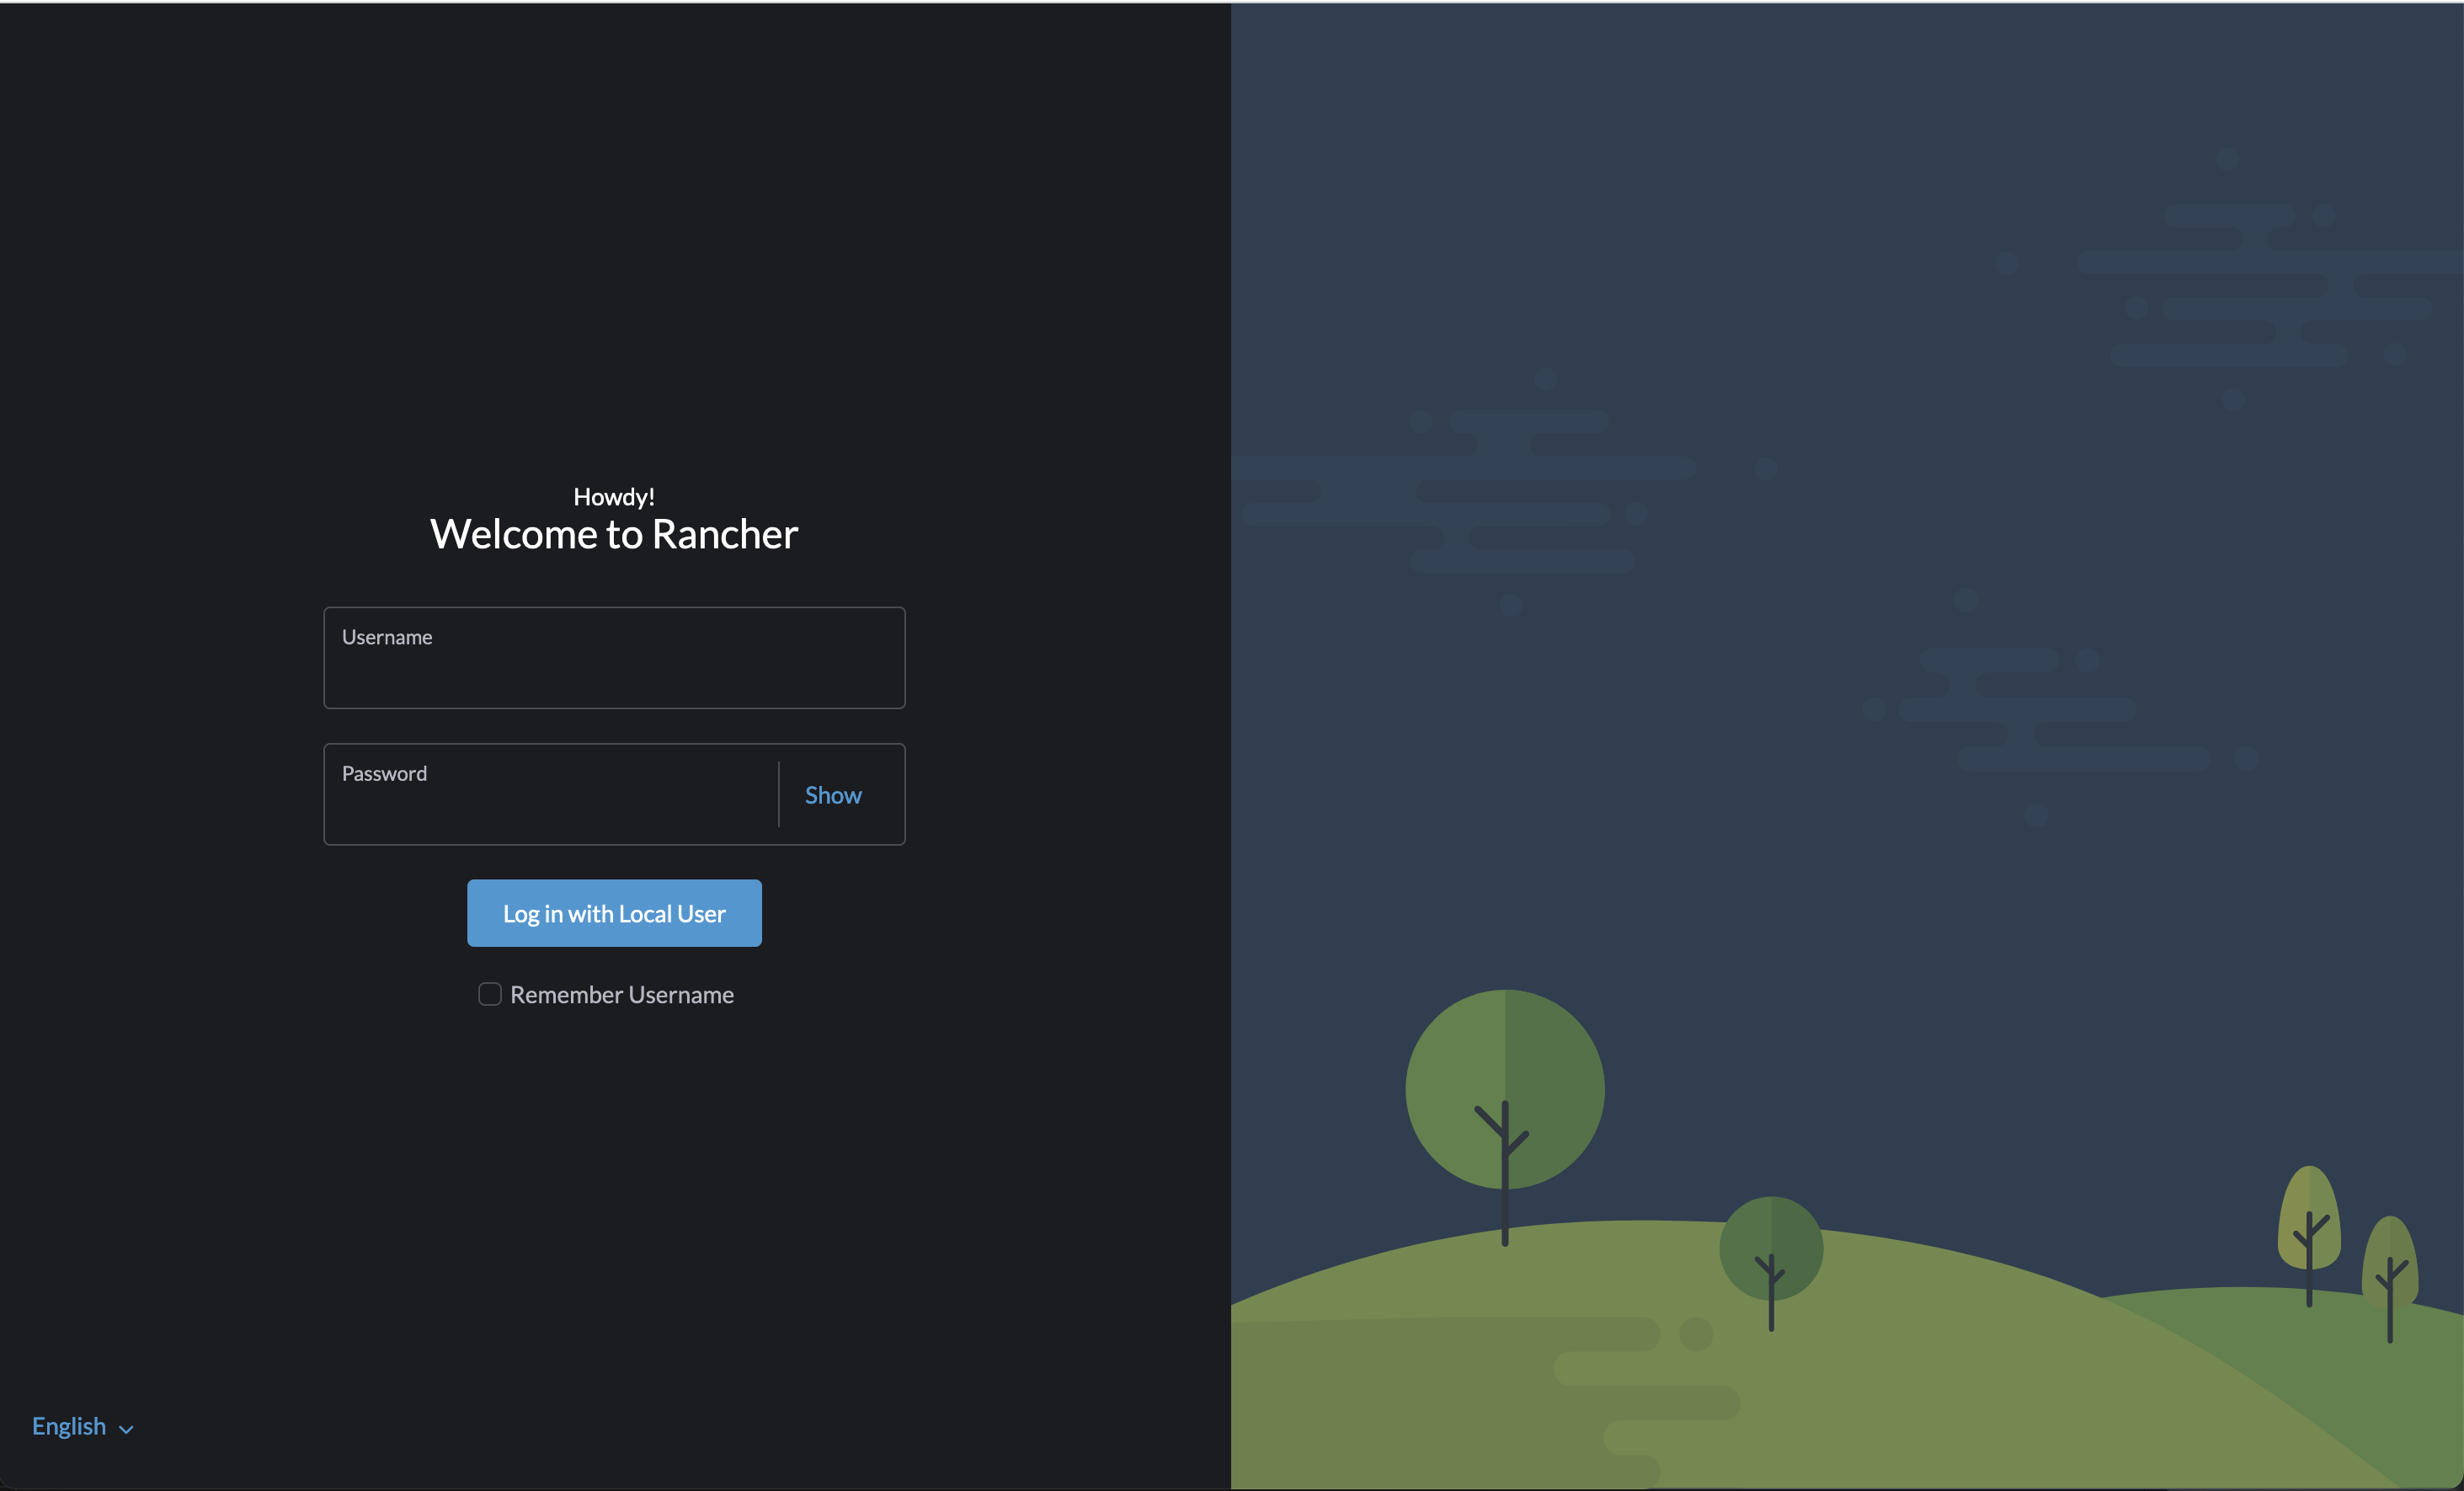 Howdy!
Welcome to Rancher
Username
Password
Show
Log in with Local User
Remember Username
English